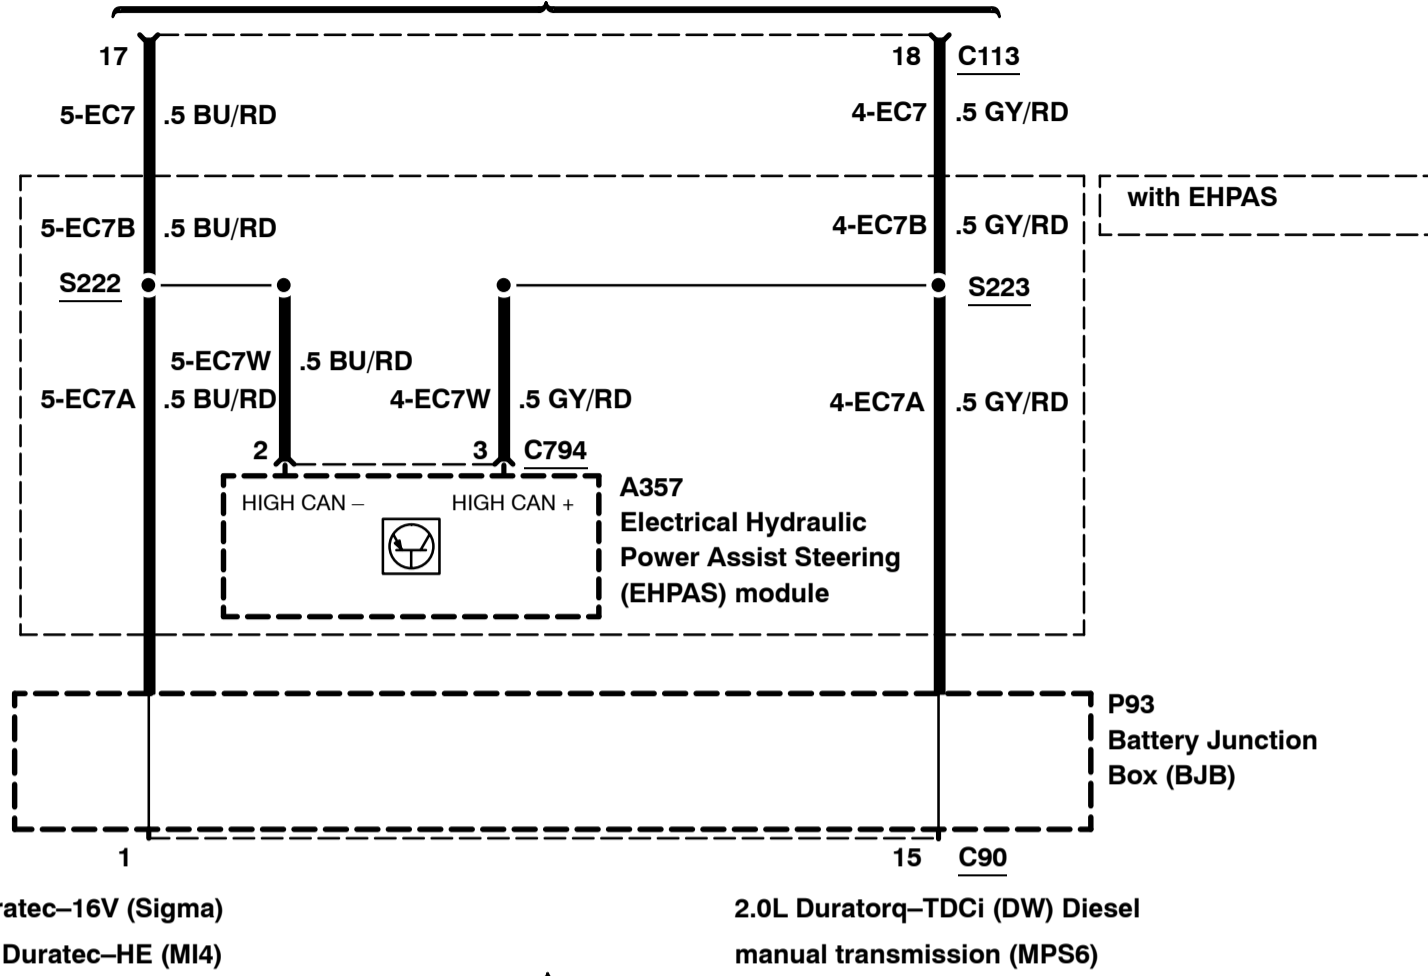 17
18 C113
5-EC7 .5 BU/RD
4-EC7 .5 GY/RD
with EHPAS
5-EC7B .5 BU/RD
4-EC7B .5 GY/RD
S222
S223
5-EC7W .5 BU/RD
5-EC7A .5 BU/RD
4-EC7W .5 GY/RD
4-EC7A .5 GY/RD
2
3 C794
HIGH CAN –
HIGH CAN +
A357
Electrical Hydraulic
Power Assist Steering
(EHPAS) module
P93
Battery Junction
Box (BJB)
1
15 C90
ratec–16V (Sigma)
Duratec–HE (MI4)
2.0L Duratorq–TDCi (DW) Diesel
manual transmission (MPS6)